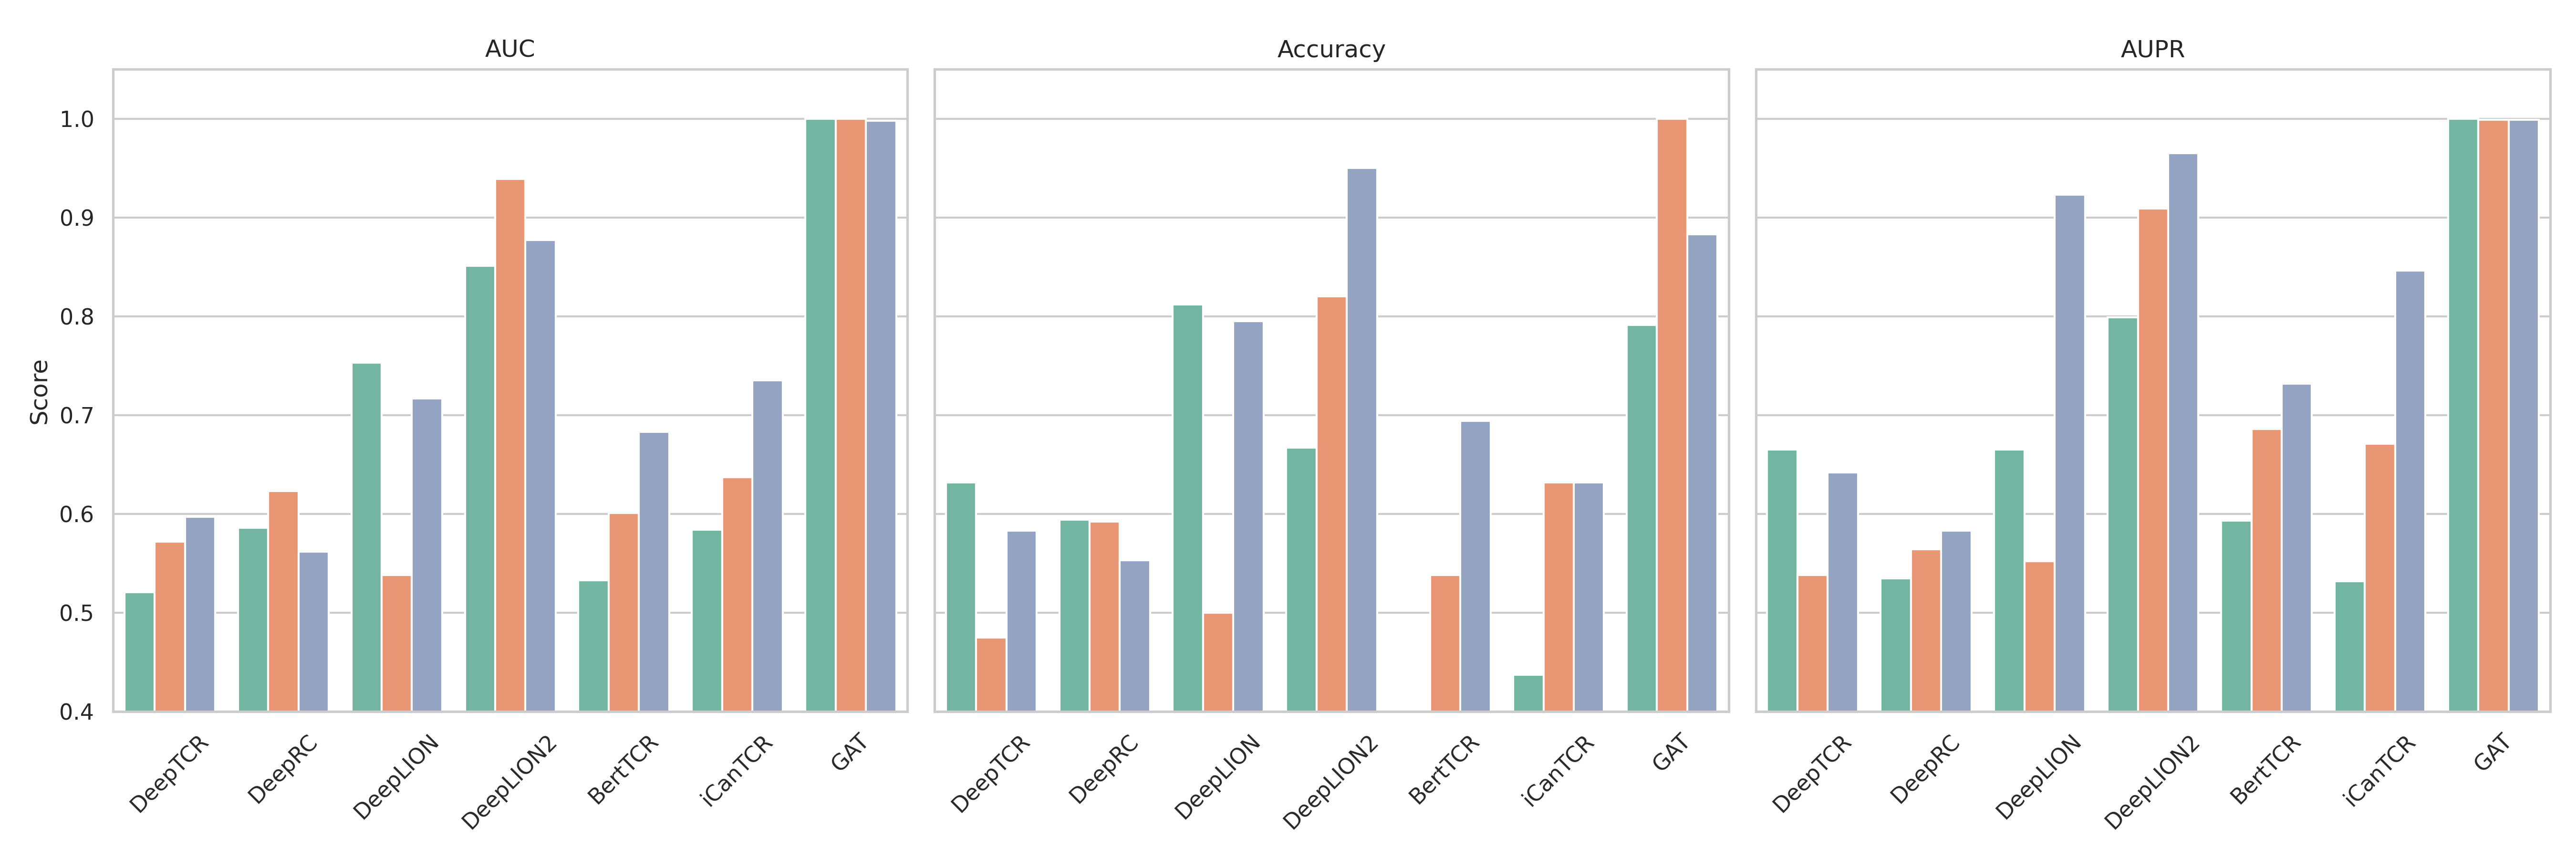 AUC
Accuracy
AUPR
Score
1.0
0.9
0.8
0.7
0.6
0.5
0.4
DeepTCR
DeepRC
DeepLION
DeepLION2
BertTCR
iCanTCR
GAT
DeepTCR
DeepRC
DeepLION
DeepLION2
BertTCR
iCanTCR
GAT
DeepTCR
DeepRC
DeepLION
DeepLION2
BertTCR
iCanTCR
GAT